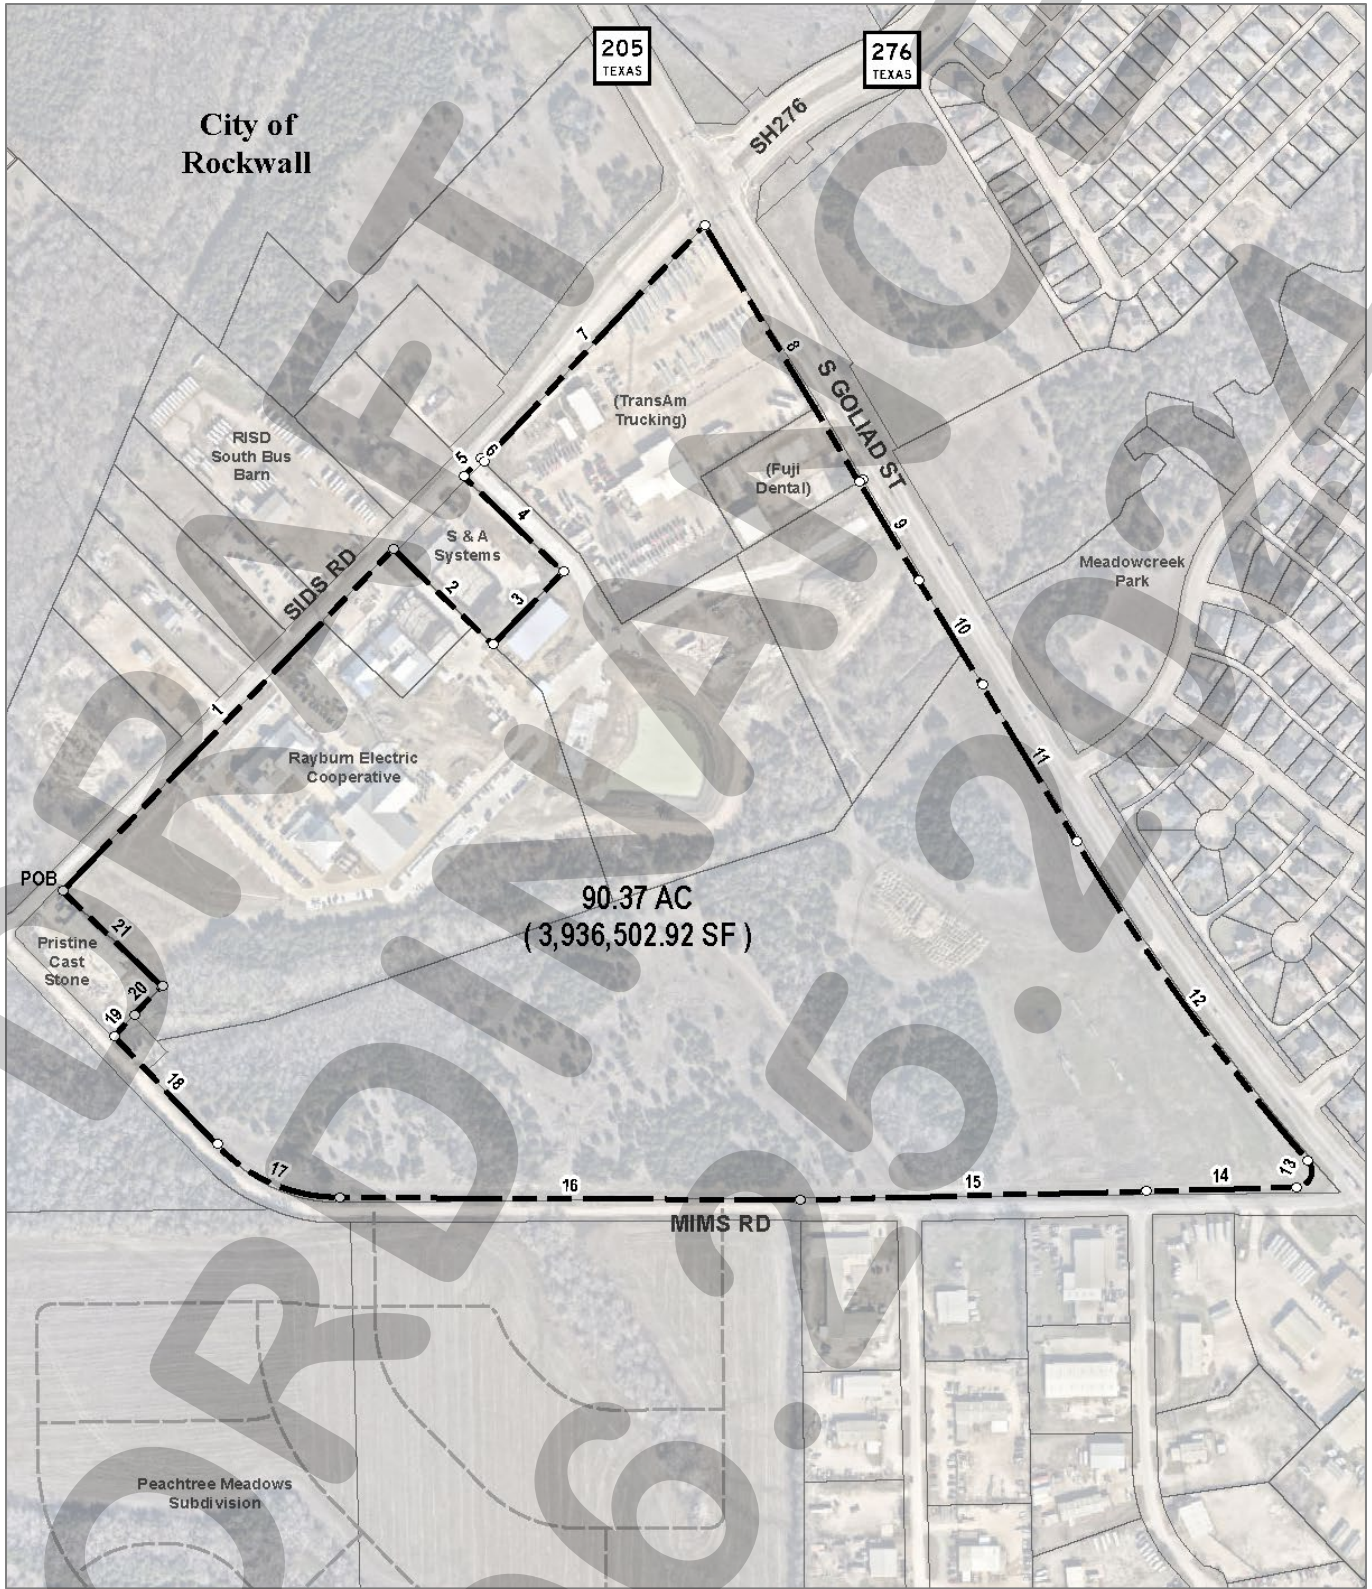 205
TEXAS
276
TEXAS
SH276
City of
Rockwall
7
8
S GOLIAD ST
(TransAm
Trucking)
RISD
South Bus
Barn
5
6
(Fuji
Dental)
4
9
S & A
Systems
Meadowcreek
Park
SIDS RD
2
3
10
1
11
Rayburn Electric
Cooperative
POB
90.37 AC
( 3,936,502.92 SF )
21
Pristine
Cast
Stone
20
19
12
18
17
13
16
15
14
MIMS RD
Peachtree Meadows
Subdivision
DRAFT
ORDINANCE